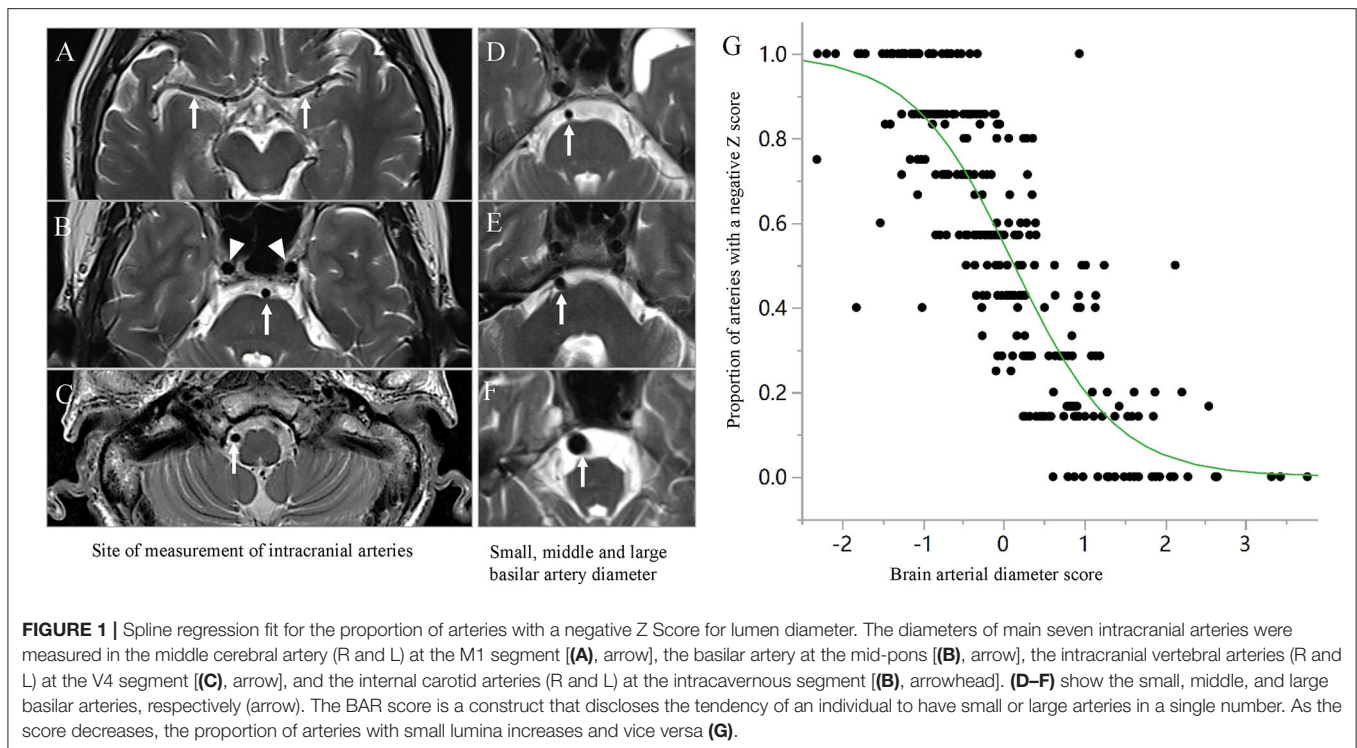 A
B
C
Site of measurement of intracranial arteries
D
E
F
Small, middle and large
basilar artery diameter
G
Proportion of arteries with a negative Z score
1.0
0.8
0.6
0.4
0.2
0.0
-2 -1 0 1 2 3
Brain arterial diameter score
FIGURE 1 | Spline regression fit for the proportion of arteries with a negative Z Score for lumen diameter. The diameters of main seven intracranial arteries were
measured in the middle cerebral artery (R and L) at the M1 segment [(A), arrow], the basilar artery at the mid-pons [(B), arrow], the intracranial vertebral arteries (R and
L) at the V4 segment [(C), arrow], and the internal carotid arteries (R and L) at the intracavernous segment [(B), arrowhead]. (D–F) show the small, middle, and large
basilar arteries, respectively (arrow). The BAR score is a construct that discloses the tendency of an individual to have small or large arteries in a single number. As the
score decreases, the proportion of arteries with small lumina increases and vice versa (G).